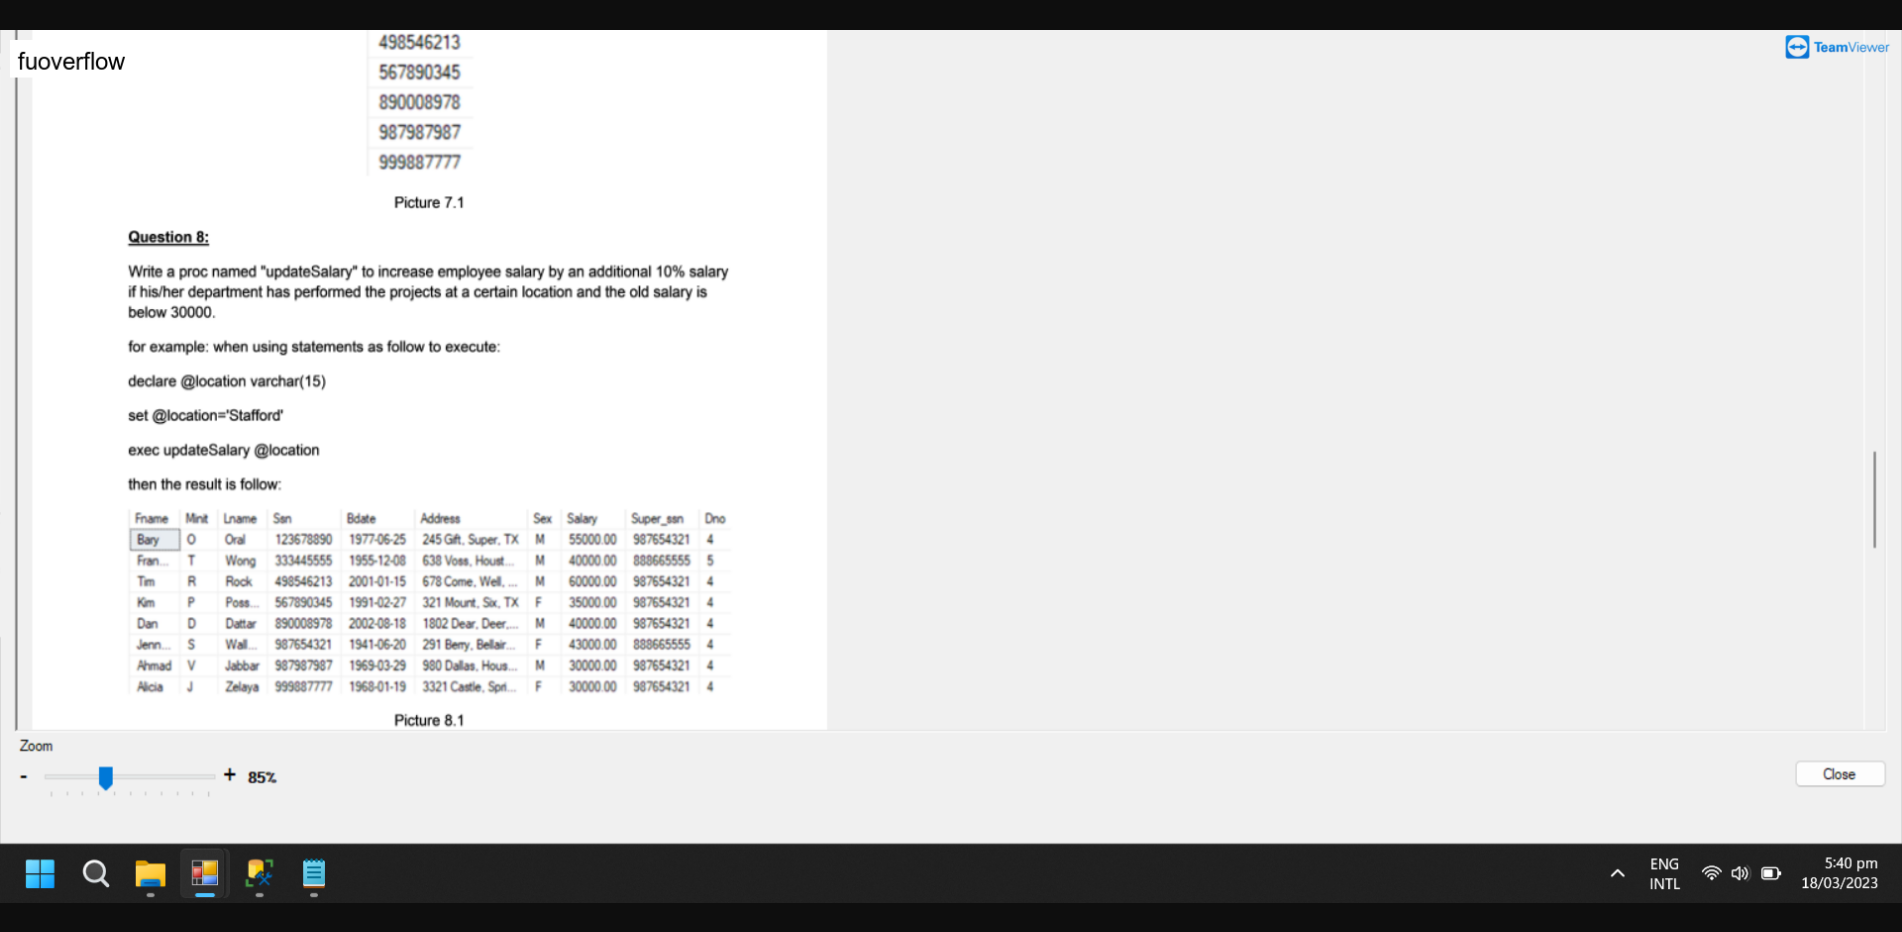 fuoverflow
TeamViewer
498546213
567890345
890008978
987987987
999887777
Picture 7.1
Question 8:
Write a proc named "updateSalary" to increase employee salary by an additional 10% salary
if his/her department has performed the projects at a certain location and the old salary is
below 30000.
for example: when using statements as follow to execute:
declare @location varchar(15)
set @location='Stafford'
exec updateSalary @location
then the result is follow:
Fname Minit Lname Ssn Bdate Address Sex Salary Super_ssn Dno
Bary O Oral 123678890 1977-06-25 245 Gift, Super, TX M 55000.00 987654321 4
Fran... T Wong 333445555 1955-12-08 638 Voss, Houst... M 40000.00 888665555 5
Tim R Rock 498546213 2001-01-15 678 Come, Well, ... M 60000.00 987654321 4
Kim P Poss... 567890345 1991-02-27 321 Mount, Six, TX F 35000.00 987654321 4
Dan D Dattar 890008978 2002-08-18 1802 Dear, Deer,... M 40000.00 987654321 4
Jenn... S Wall... 987654321 1941-06-20 291 Berry, Bellair... F 43000.00 888665555 4
Ahmad V Jabbar 987987987 1969-03-29 980 Dallas, Hous... M 30000.00 987654321 4
Alicia J Zelaya 999887777 1968-01-19 3321 Castle, Spri... F 30000.00 987654321 4
Picture 8.1
Zoom
- + 85%
Close
ENG
INTL
5:40 pm
18/03/2023